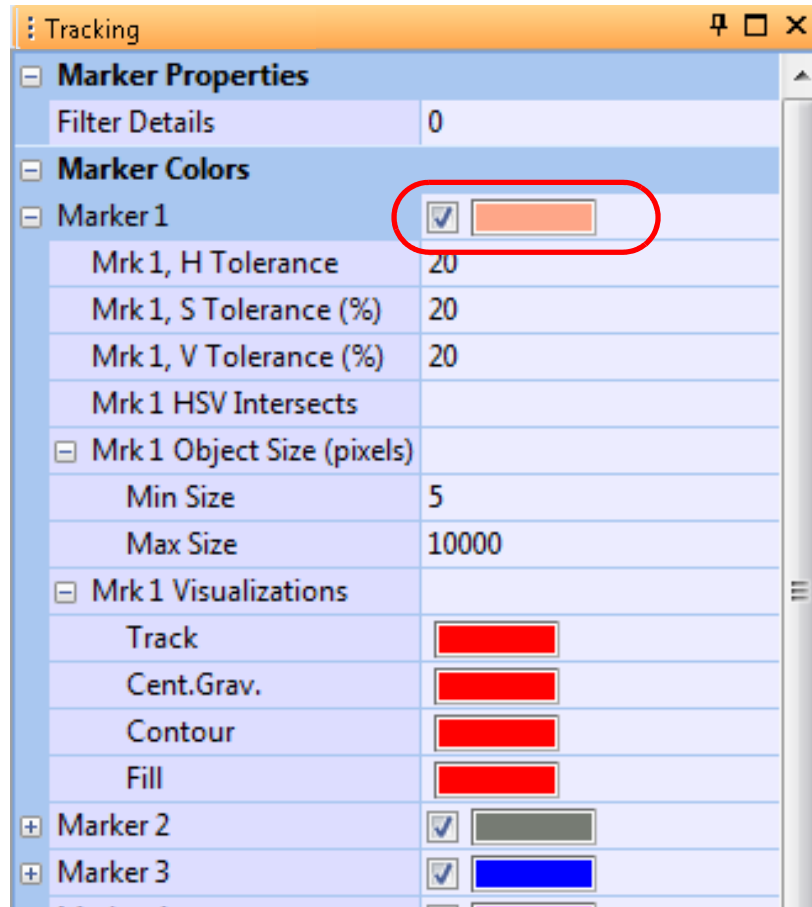 Tracking
Marker Properties
Filter Details 0
Marker Colors
Marker 1
Mrk 1, H Tolerance 20
Mrk 1, S Tolerance (%) 20
Mrk 1, V Tolerance (%) 20
Mrk 1 HSV Intersects
Mrk 1 Object Size (pixels)
Min Size 5
Max Size 10000
Mrk 1 Visualizations
Track
Cent.Grav.
Contour
Fill
Marker 2
Marker 3